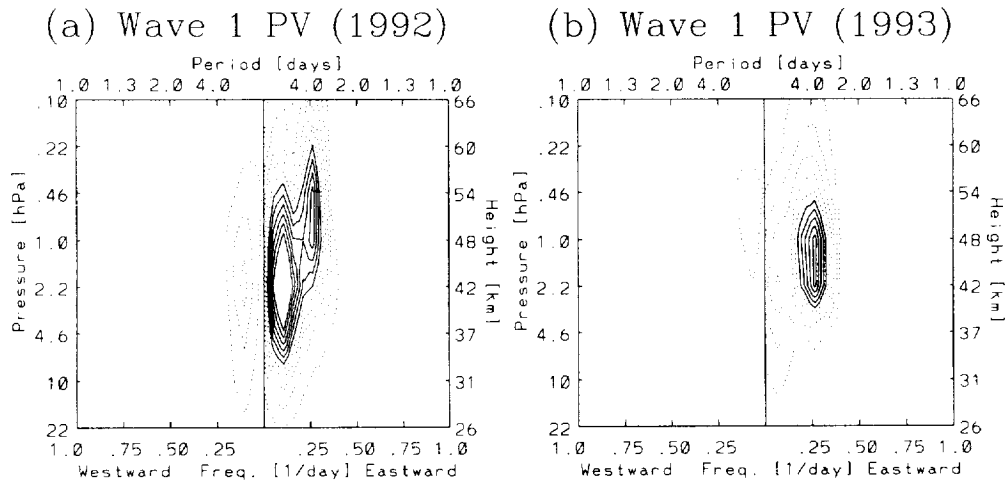 (a) Wave 1 PV (1992)
Period [days]
1.0 1.3 2.0 4.0 4.0 2.0 1.3 1.0
.10 66
.22 60
.46 54
1.0 48
2.2 42
4.6 37
10 31
22 26
Pressure [hPa]
Height [km]
1.0 .75 .50 .25 .25 .50 .75 1.0
Westward Freq. [1/day] Eastward
(b) Wave 1 PV (1993)
Period [days]
1.0 1.3 2.0 4.0 4.0 2.0 1.3 1.0
.10 66
.22 60
.46 54
1.0 48
2.2 42
4.6 37
10 31
22 26
Pressure [hPa]
Height [km]
1.0 .75 .50 .25 .25 .50 .75 1.0
Westward Freq. [1/day] Eastward